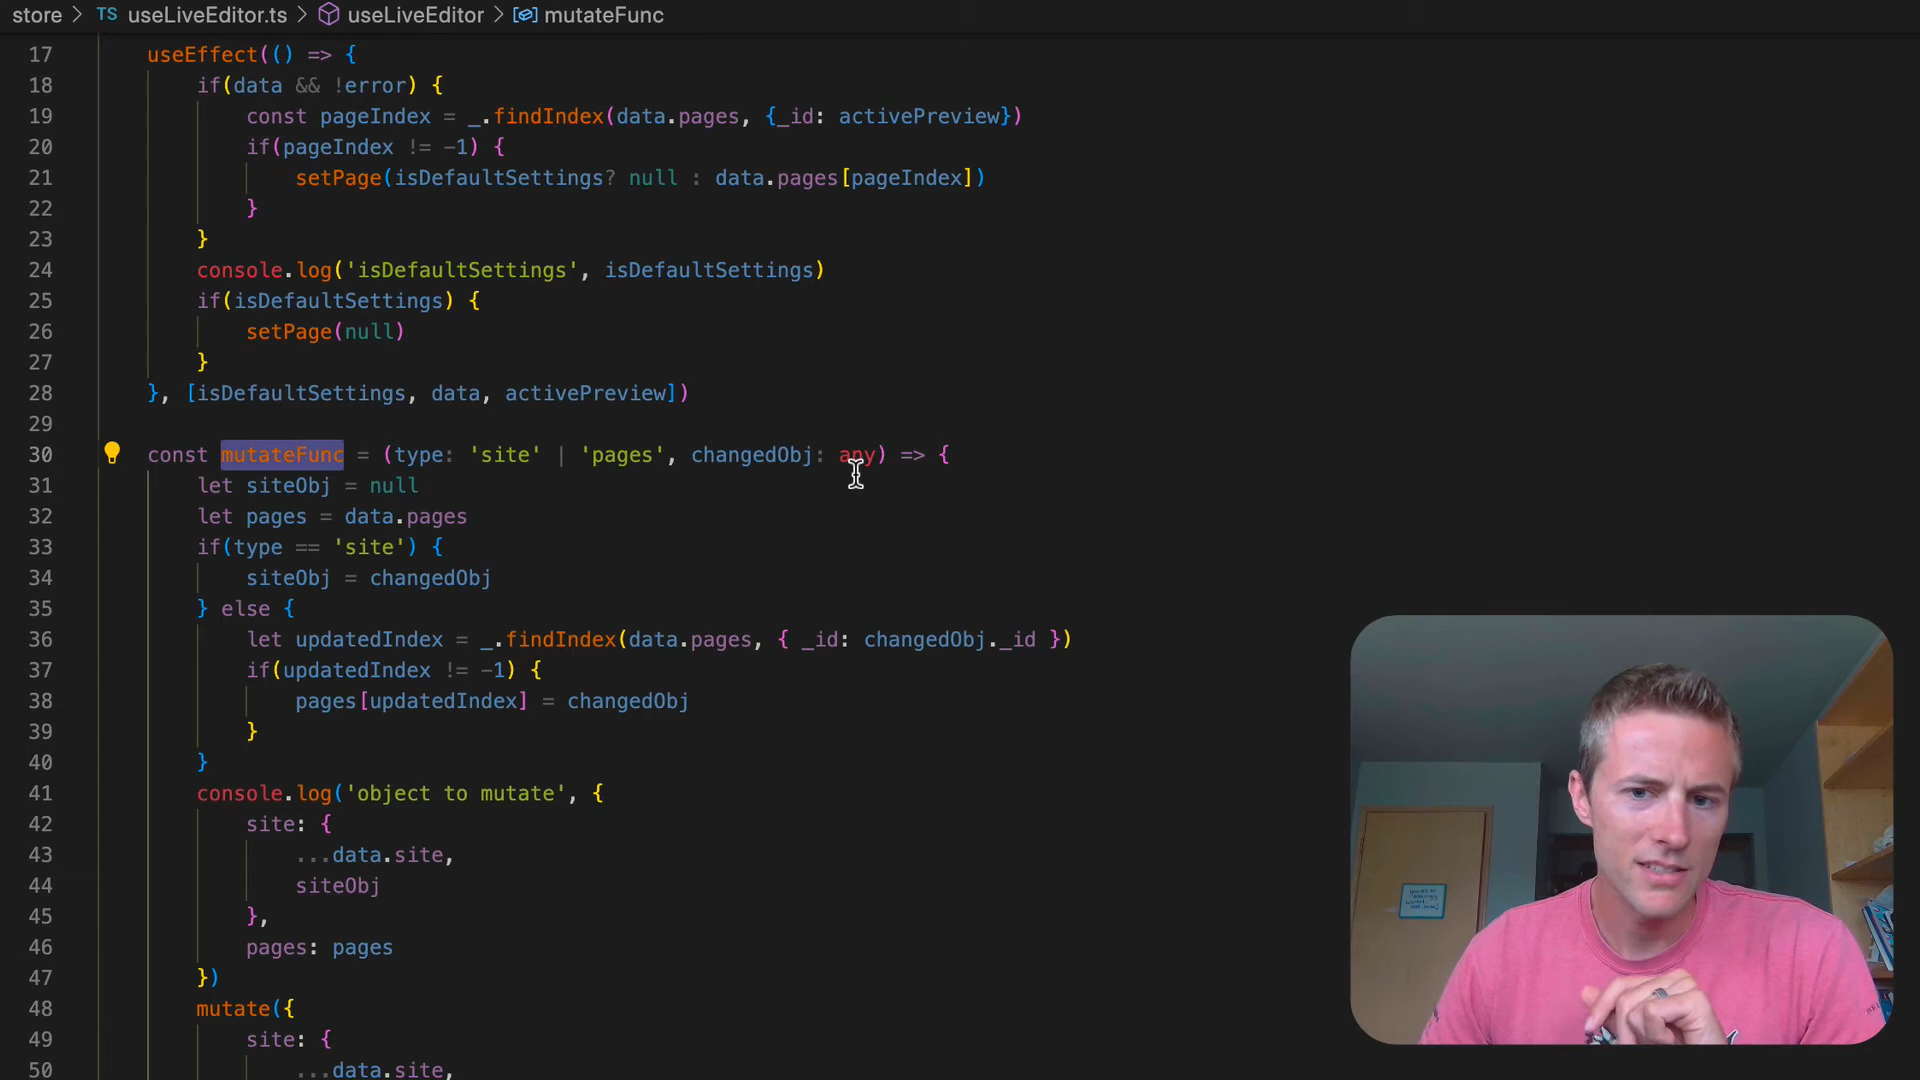 store > TS useLiveEditor.ts > useLiveEditor > mutateFunc
17 useEffect(() => {
18 if(data && !error) {
19 const pageIndex = _.findIndex(data.pages, {_id: activePreview})
20 if(pageIndex != -1) {
21 setPage(isDefaultSettings? null : data.pages[pageIndex])
22 }
23 }
24 console.log('isDefaultSettings', isDefaultSettings)
25 if(isDefaultSettings) {
26 setPage(null)
27 }
28 }, [isDefaultSettings, data, activePreview])
29
30 const mutateFunc = (type: 'site' | 'pages', changedObj: any) => {
31 let siteObj = null
32 let pages = data.pages
33 if(type == 'site') {
34 siteObj = changedObj
35 } else {
36 let updatedIndex = _.findIndex(data.pages, { _id: changedObj._id })
37 if(updatedIndex != -1) {
38 pages[updatedIndex] = changedObj
39 }
40 }
41 console.log('object to mutate', {
42 site: {
43 ...data.site,
44 siteObj
45 },
46 pages: pages
47 })
48 mutate({
49 site: {
50 ...data.site,